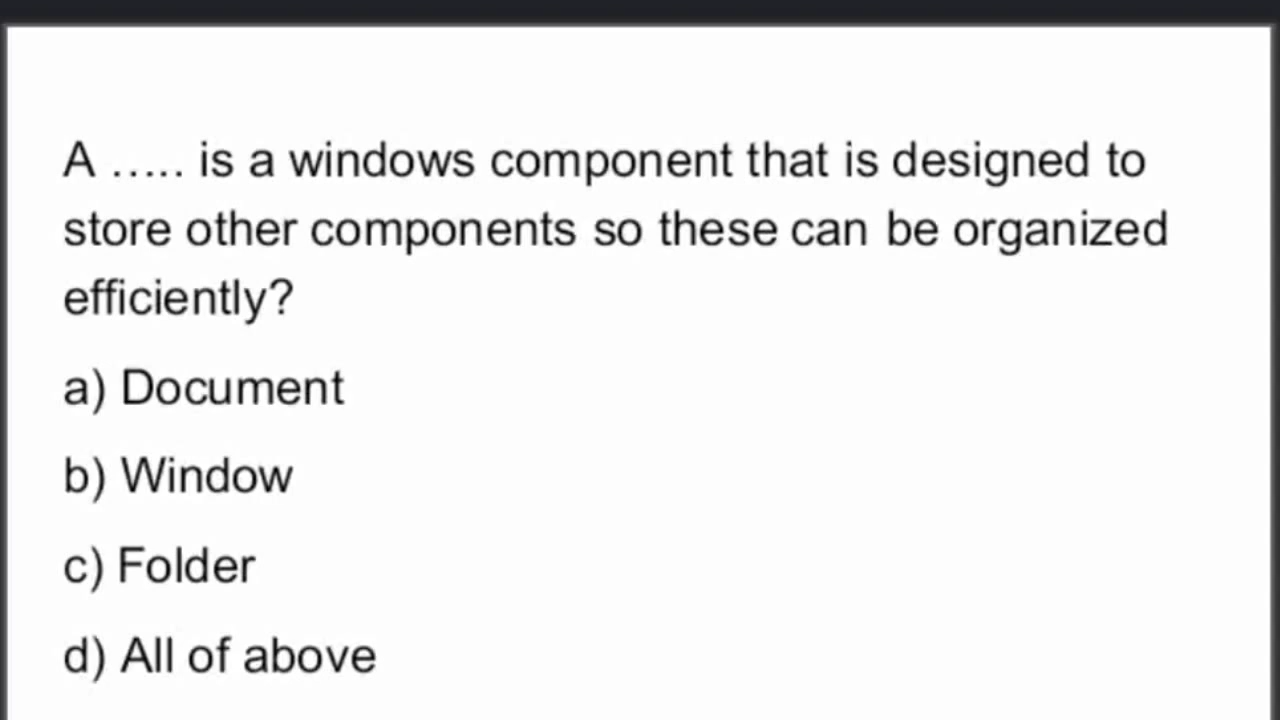 A ..... is a windows component that is designed to
store other components so these can be organized
efficiently?
a) Document
b) Window
c) Folder
d) All of above